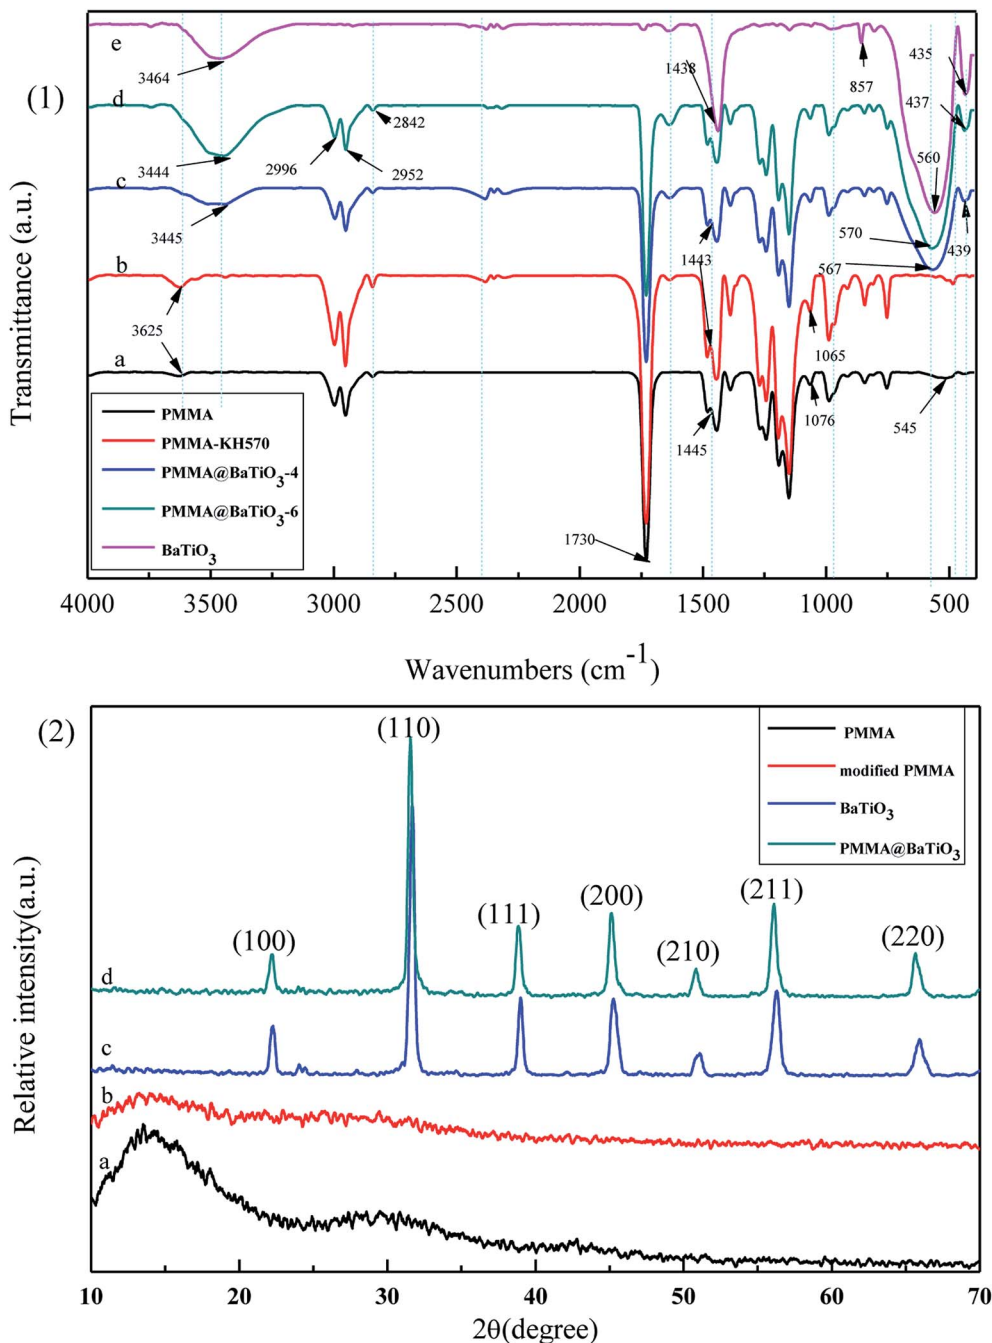 (1)
e
3464
1438
857
435
d
437
2842
3444
2996
2952
560
c
3445
570
439
1443
567
b
3625
1065
a
1076
545
1445
1730
PMMA
PMMA-KH570
PMMA@BaTiO3-4
PMMA@BaTiO3-6
BaTiO3
Transmittance (a.u.)
4000 3500 3000 2500 2000 1500 1000 500
Wavenumbers (cm-1)
(2)
PMMA
modified PMMA
BaTiO3
PMMA@BaTiO3
(100)
(110)
(111)
(200)
(210)
(211)
(220)
d
c
b
a
Relative intensity(a.u.)
10 20 30 40 50 60 70
2θ(degree)